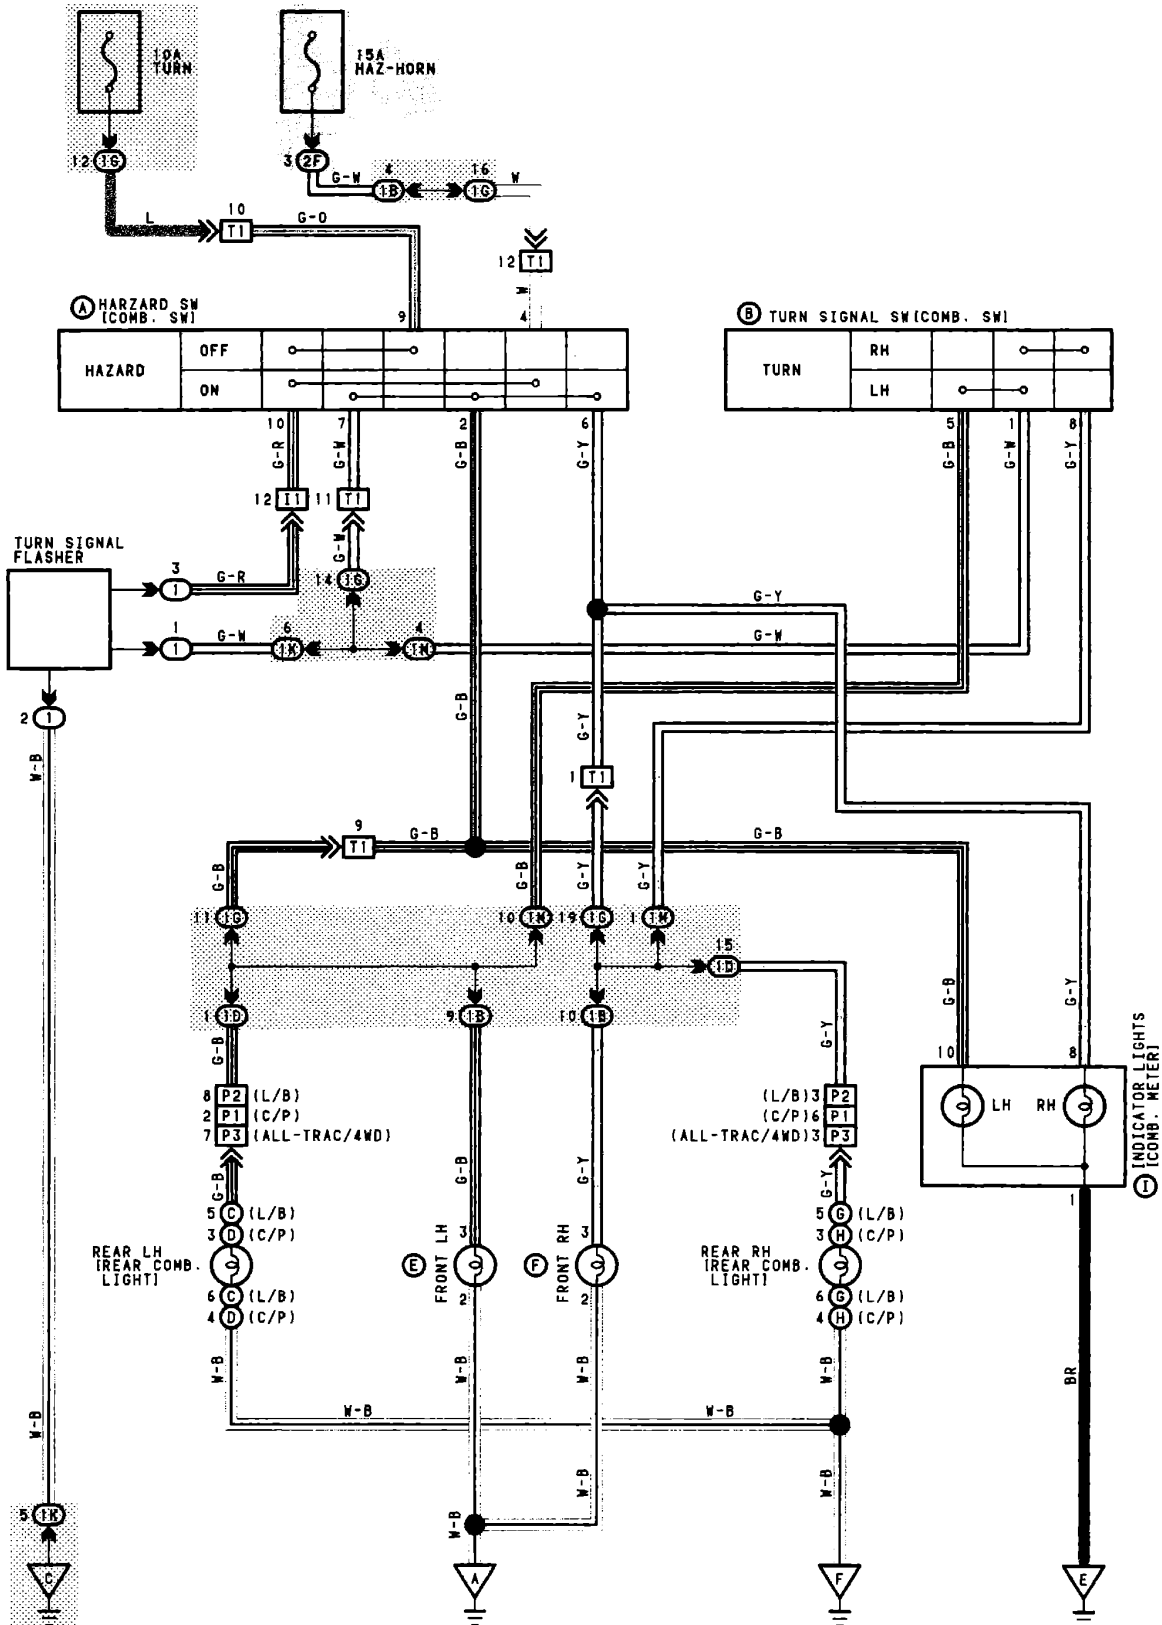 10A
TURN
15A
HAZ-HORN
12 1G
3 2F
G-W
4
1B
16
1G
W
L
10
T1
G-O
12 T1
W
A HARZARD SW
[COMB. SW]
9
4
B TURN SIGNAL SW[COMB. SW]
HAZARD
OFF
ON
TURN
RH
LH
10
7
2
6
5
1
8
G-R
G-W
G-B
G-Y
G-B
G-W
G-Y
12 I1
11 T1
TURN SIGNAL
FLASHER
G-W
3
1
G-R
14 1G
G-Y
1
1
G-W
6
1K
4
1M
G-W
2 1
G-B
G-Y
W-B
1 T1
9
T1
G-B
G-B
G-B
G-B
G-Y
G-Y
11 1G
10 1M
19 1G
1 1M
15
1D
1 1D
9 1B
10 1B
G-B
G-Y
G-B
G-Y
10
8
8 P2 (L/B)
2 P1 (C/P)
7 P3 (ALL-TRAC/4WD)
(L/B)3 P2
(C/P)6 P1
(ALL-TRAC/4WD)3 P3
LH
RH
I INDICATOR LIGHTS
[COMB. METER]
G-B
G-B
G-Y
G-Y
1
5 C (L/B)
3 D (C/P)
REAR LH
[REAR COMB.
LIGHT]
6 C (L/B)
4 D (C/P)
E FRONT LH
3
2
F FRONT RH
3
2
5 G (L/B)
3 H (C/P)
REAR RH
[REAR COMB.
LIGHT]
6 G (L/B)
4 H (C/P)
W-B
W-B
W-B
W-B
BR
W-B
W-B
W-B
W-B
W-B
W-B
5 1K
C
A
F
E